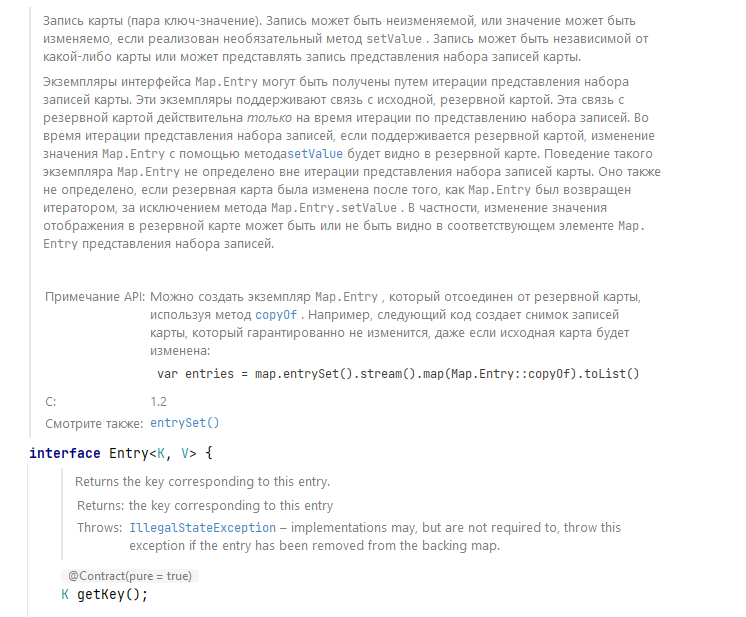 Запись карты (пара ключ-значение). Запись может быть неизменяемой, или значение может быть
изменяемо, если реализован необязательный метод setValue . Запись может быть независимой от
какой-либо карты или может представлять запись представления набора записей карты.
Экземпляры интерфейса Map.Entry могут быть получены путем итерации представления набора
записей карты. Эти экземпляры поддерживают связь с исходной, резервной картой. Эта связь с
резервной картой действительна только на время итерации по представлению набора записей. Во
время итерации представления набора записей, если поддерживается резервной картой, изменение
значения Map.Entry с помощью методаsetValue будет видно в резервной карте. Поведение такого
экземпляра Map.Entry не определено вне итерации представления набора записей карты. Оно также
не определено, если резервная карта была изменена после того, как Map.Entry был возвращен
итератором, за исключением метода Map.Entry.setValue . В частности, изменение значения
отображения в резервной карте может быть или не быть видно в соответствующем элементе Map.
Entry представления набора записей.
Примечание API: Можно создать экземпляр Map.Entry , который отсоединен от резервной карты,
используя метод copyOf . Например, следующий код создает снимок записей
карты, который гарантированно не изменится, даже если исходная карта будет
изменена:
var entries = map.entrySet().stream().map(Map.Entry::copyOf).toList()
С: 1.2
Смотрите также: entrySet()
interface Entry<K, V> {
Returns the key corresponding to this entry.
Returns: the key corresponding to this entry
Throws: IllegalStateException – implementations may, but are not required to, throw this
exception if the entry has been removed from the backing map.
@Contract(pure = true)
K getKey();